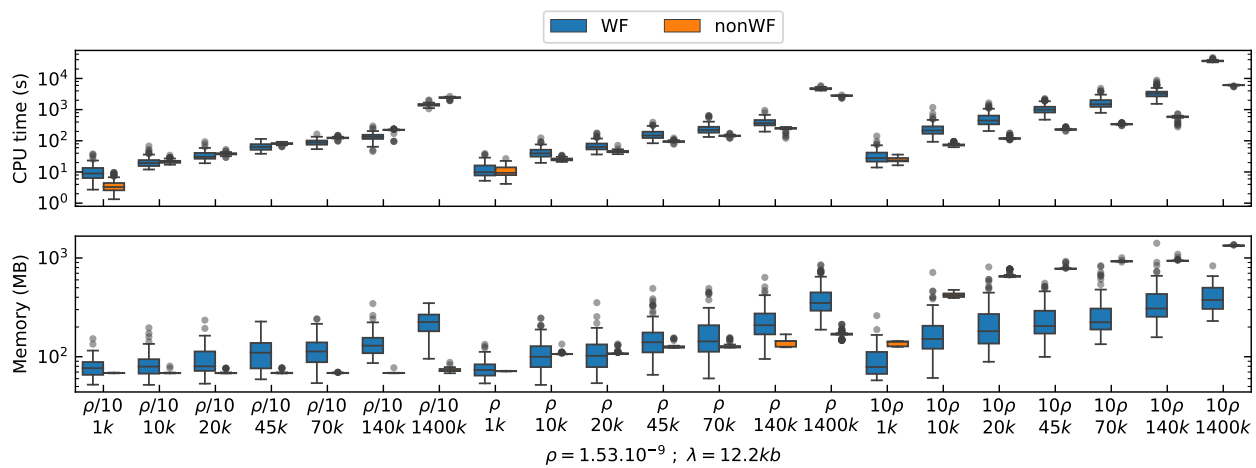 WF nonWF
CPU time (s)
10⁴
10³
10²
10¹
10⁰
Memory (MB)
10³
10²
ρ/10 ρ/10 ρ/10 ρ/10 ρ/10 ρ/10 ρ/10 ρ ρ ρ ρ ρ ρ ρ 10ρ 10ρ 10ρ 10ρ 10ρ 10ρ 10ρ
1k 10k 20k 45k 70k 140k 1400k 1k 10k 20k 45k 70k 140k 1400k 1k 10k 20k 45k 70k 140k 1400k
ρ = 1.53.10⁻⁹ ; λ = 12.2kb